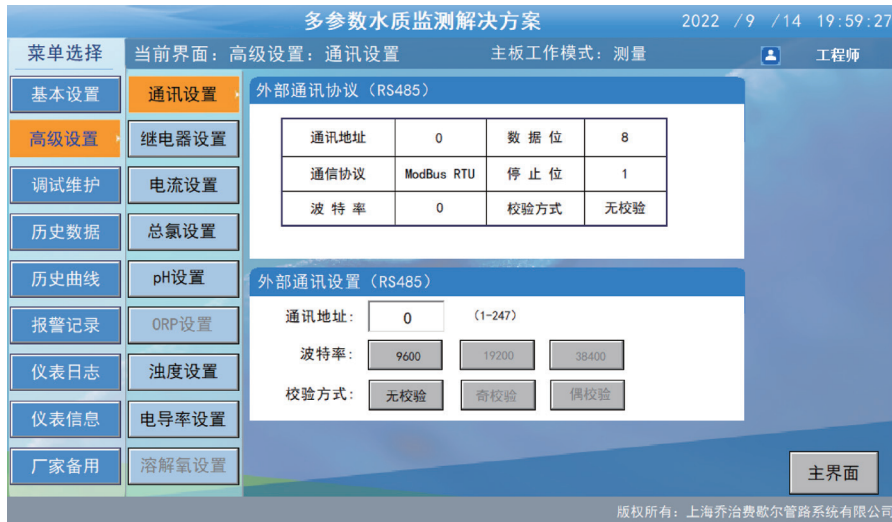 多参数水质监测解决方案 2022 /9 /14 19:59:27
菜单选择 当前界面：高级设置：通讯设置 主板工作模式：测量 工程师
基本设置
高级设置
调试维护
历史数据
历史曲线
报警记录
仪表日志
仪表信息
厂家备用
通讯设置
继电器设置
电流设置
总氯设置
pH设置
ORP设置
浊度设置
电导率设置
溶解氧设置
外部通讯协议（RS485）
通讯地址 0 数据位 8
通信协议 ModBus RTU 停止位 1
波特率 0 校验方式 无校验
外部通讯设置（RS485）
通讯地址： 0 (1-247)
波特率： 9600 19200 38400
校验方式： 无校验 奇校验 偶校验
主界面
版权所有：上海乔治费歇尔管路系统有限公司